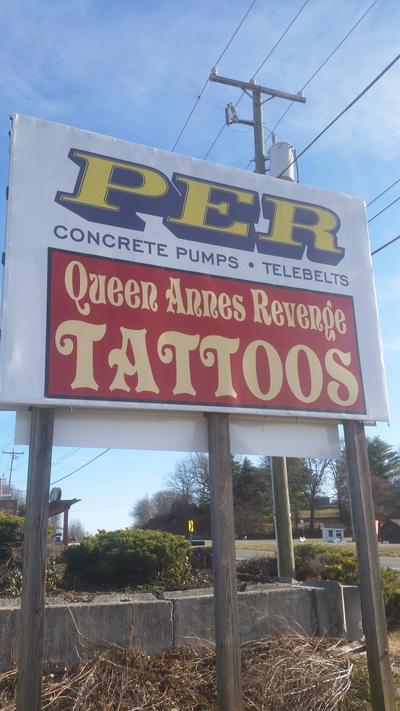 PER
CONCRETE PUMPS • TELEBELTS
Queen Annes Revenge
TATTOOS